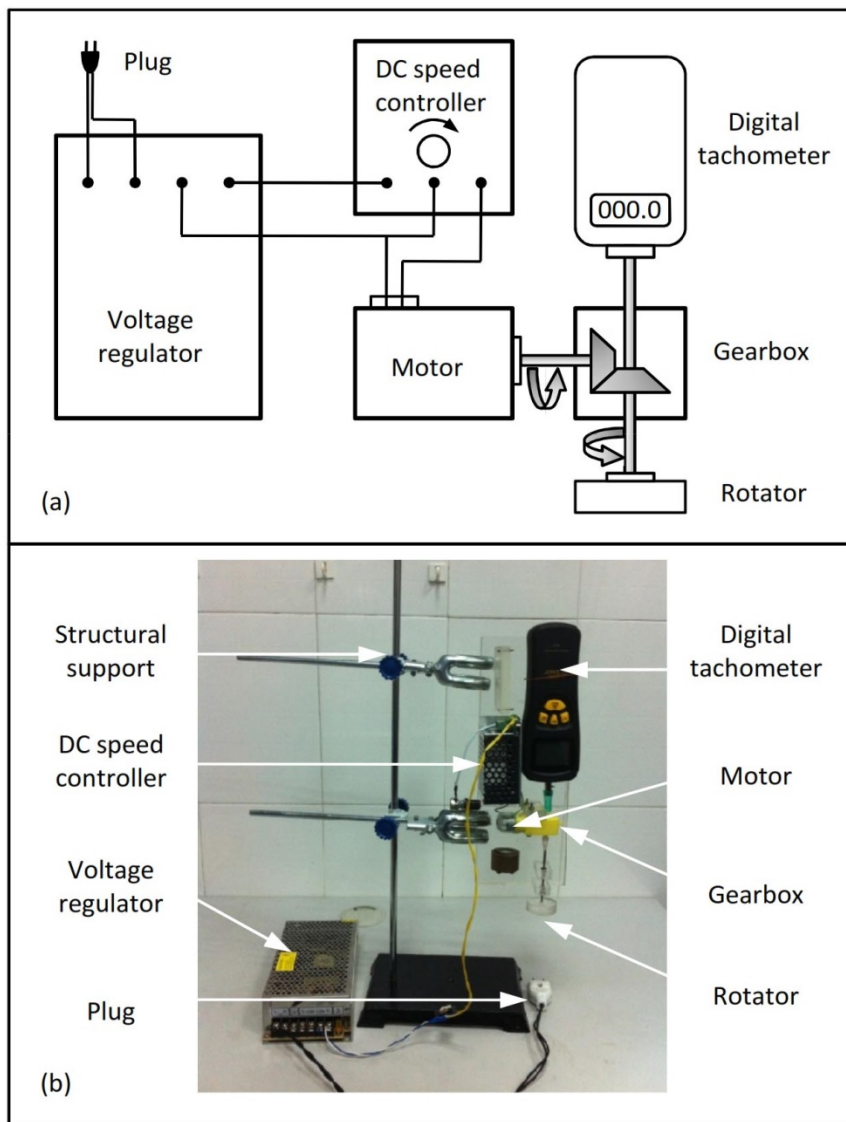 Plug
DC speed
controller
Digital
tachometer
000.0
Voltage
regulator
Motor
Gearbox
Rotator
(a)
Structural
support
Digital
tachometer
DC speed
controller
Motor
Voltage
regulator
Gearbox
Plug
Rotator
(b)